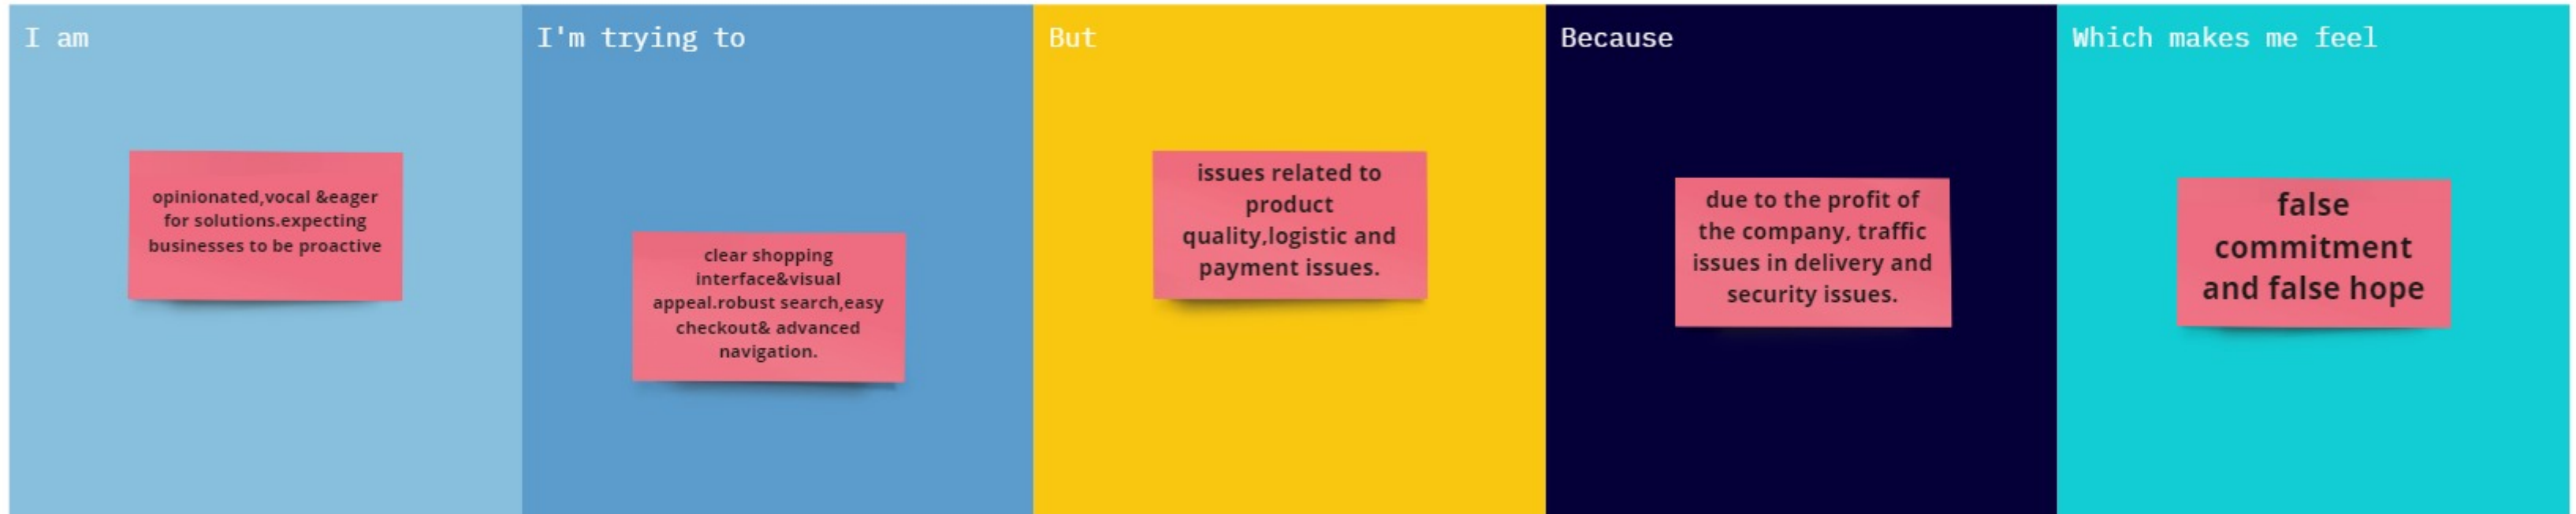 I am
opinionated,vocal &eager
for solutions.expecting
businesses to be proactive
I'm trying to
clear shopping
interface&visual
appeal.robust search,easy
checkout& advanced
navigation.
But
issues related to
product
quality,logistic and
payment issues.
Because
due to the profit of
the company, traffic
issues in delivery and
security issues.
Which makes me feel
false
commitment
and false hope